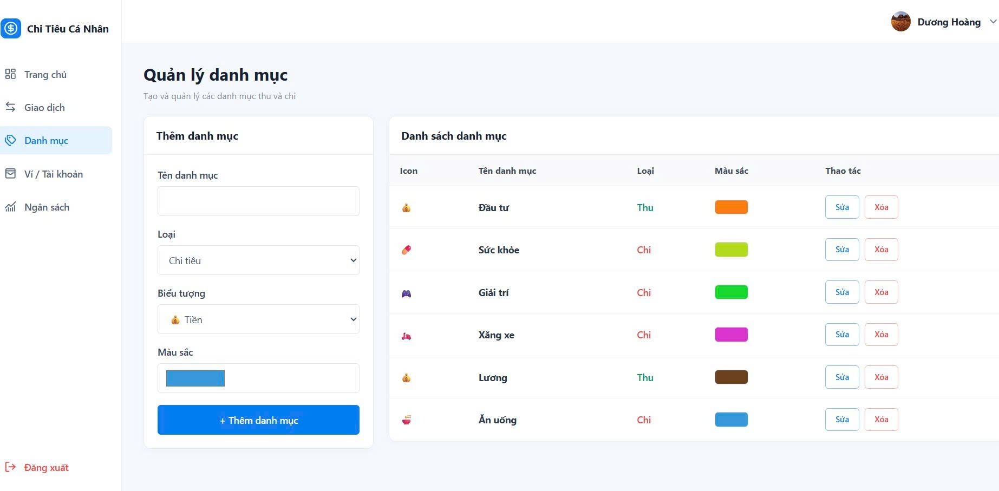 Chi Tiêu Cá Nhân
Dương Hoàng
Trang chủ
Giao dịch
Danh mục
Ví / Tài khoản
Ngân sách
Đăng xuất
Quản lý danh mục
Tạo và quản lý các danh mục thu và chi
Thêm danh mục
Tên danh mục
Loại
Chi tiêu
Biểu tượng
Tiền
Màu sắc
+ Thêm danh mục
Danh sách danh mục
Icon Tên danh mục Loại Màu sắc Thao tác
Đầu tư Thu Sửa Xóa
Sức khỏe Chi Sửa Xóa
Giải trí Chi Sửa Xóa
Xăng xe Chi Sửa Xóa
Lương Thu Sửa Xóa
Ăn uống Chi Sửa Xóa